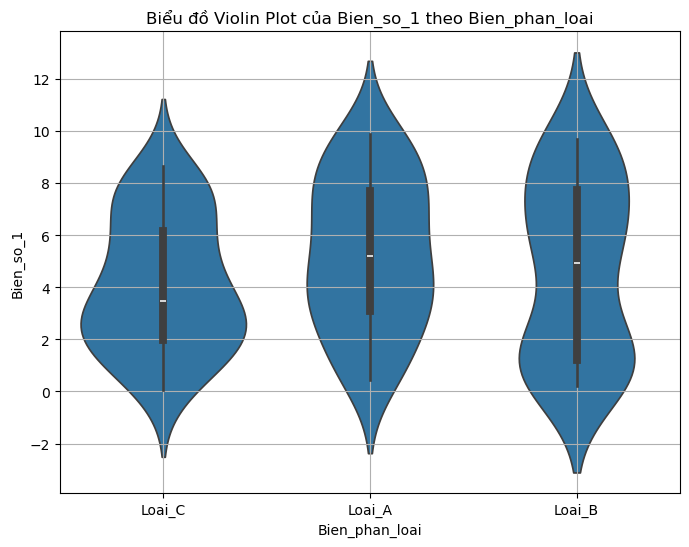 Biểu đồ Violin Plot của Bien_so_1 theo Bien_phan_loai
12
10
8
6
4
2
0
−2
Bien_so_1
Loai_C Loai_A Loai_B
Bien_phan_loai